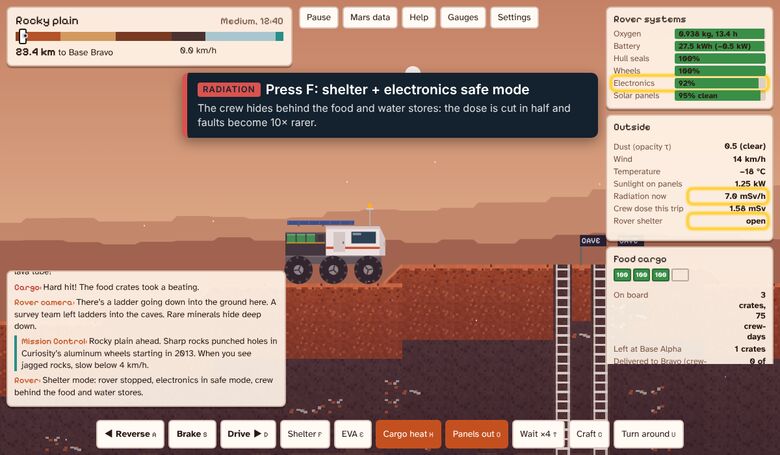 Rocky plain
Medium, 12:40
23.4 km to Base Bravo
0.0 km/h
Pause
Mars data
Help
Gauges
Settings
RADIATION Press F: shelter + electronics safe mode
The crew hides behind the food and water stores: the dose is cut in half and
faults become 10× rarer.
Rover systems
Oxygen 0.938 kg, 13.4 h
Battery 27.5 kWh (−0.5 kW)
Hull seals 100%
Wheels 100%
Electronics 92%
Solar panels 95% clean
Outside
Dust (opacity τ) 0.5 (clear)
Wind 14 km/h
Temperature −18 °C
Sunlight on panels 1.25 kW
Radiation now 7.0 mSv/h
Crew dose this trip 1.58 mSv
Rover shelter open
DAVE
CAVE
Food cargo
100 100 100
On board 3
crates,
75
crew-
days
Left at Base Alpha 1 crates
Delivered to Bravo (crew- 0 of
lava tube.
Cargo: Hard hit! The food crates took a beating.
Rover camera: There's a ladder going down into the ground here. A
survey team left ladders into the caves. Rare minerals hide deep
down.
Mission Control: Rocky plain ahead. Sharp rocks punched holes in
Curiosity's aluminum wheels starting in 2013. When you see
jagged rocks, slow below 4 km/h.
Rover: Shelter mode: rover stopped, electronics in safe mode, crew
behind the food and water stores.
◀ Reverse A
Brake S
Drive ▶ D
Shelter F
EVA E
Cargo heat H
Panels out O
Wait ×4 T
Craft C
Turn around U